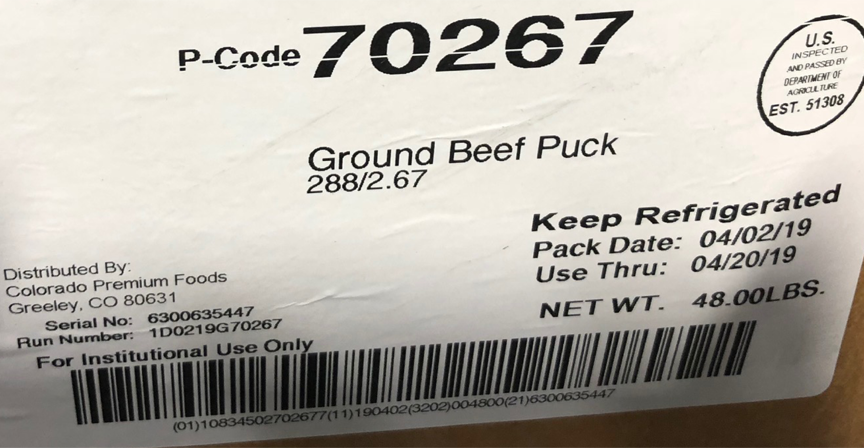 P-Code 70267
U.S.
INSPECTED
AND PASSED BY
DEPARTMENT OF
AGRICULTURE
EST. 51308
Ground Beef Puck
288/2.67
Keep Refrigerated
Pack Date: 04/02/19
Use Thru: 04/20/19
NET WT. 48.00LBS.
Distributed By:
Colorado Premium Foods
Greeley, CO 80631
Serial No: 6300635447
Run Number: 1D0219G70267
For Institutional Use Only
(01)10834502702677(11)190402(3202)004800(21)6300635447